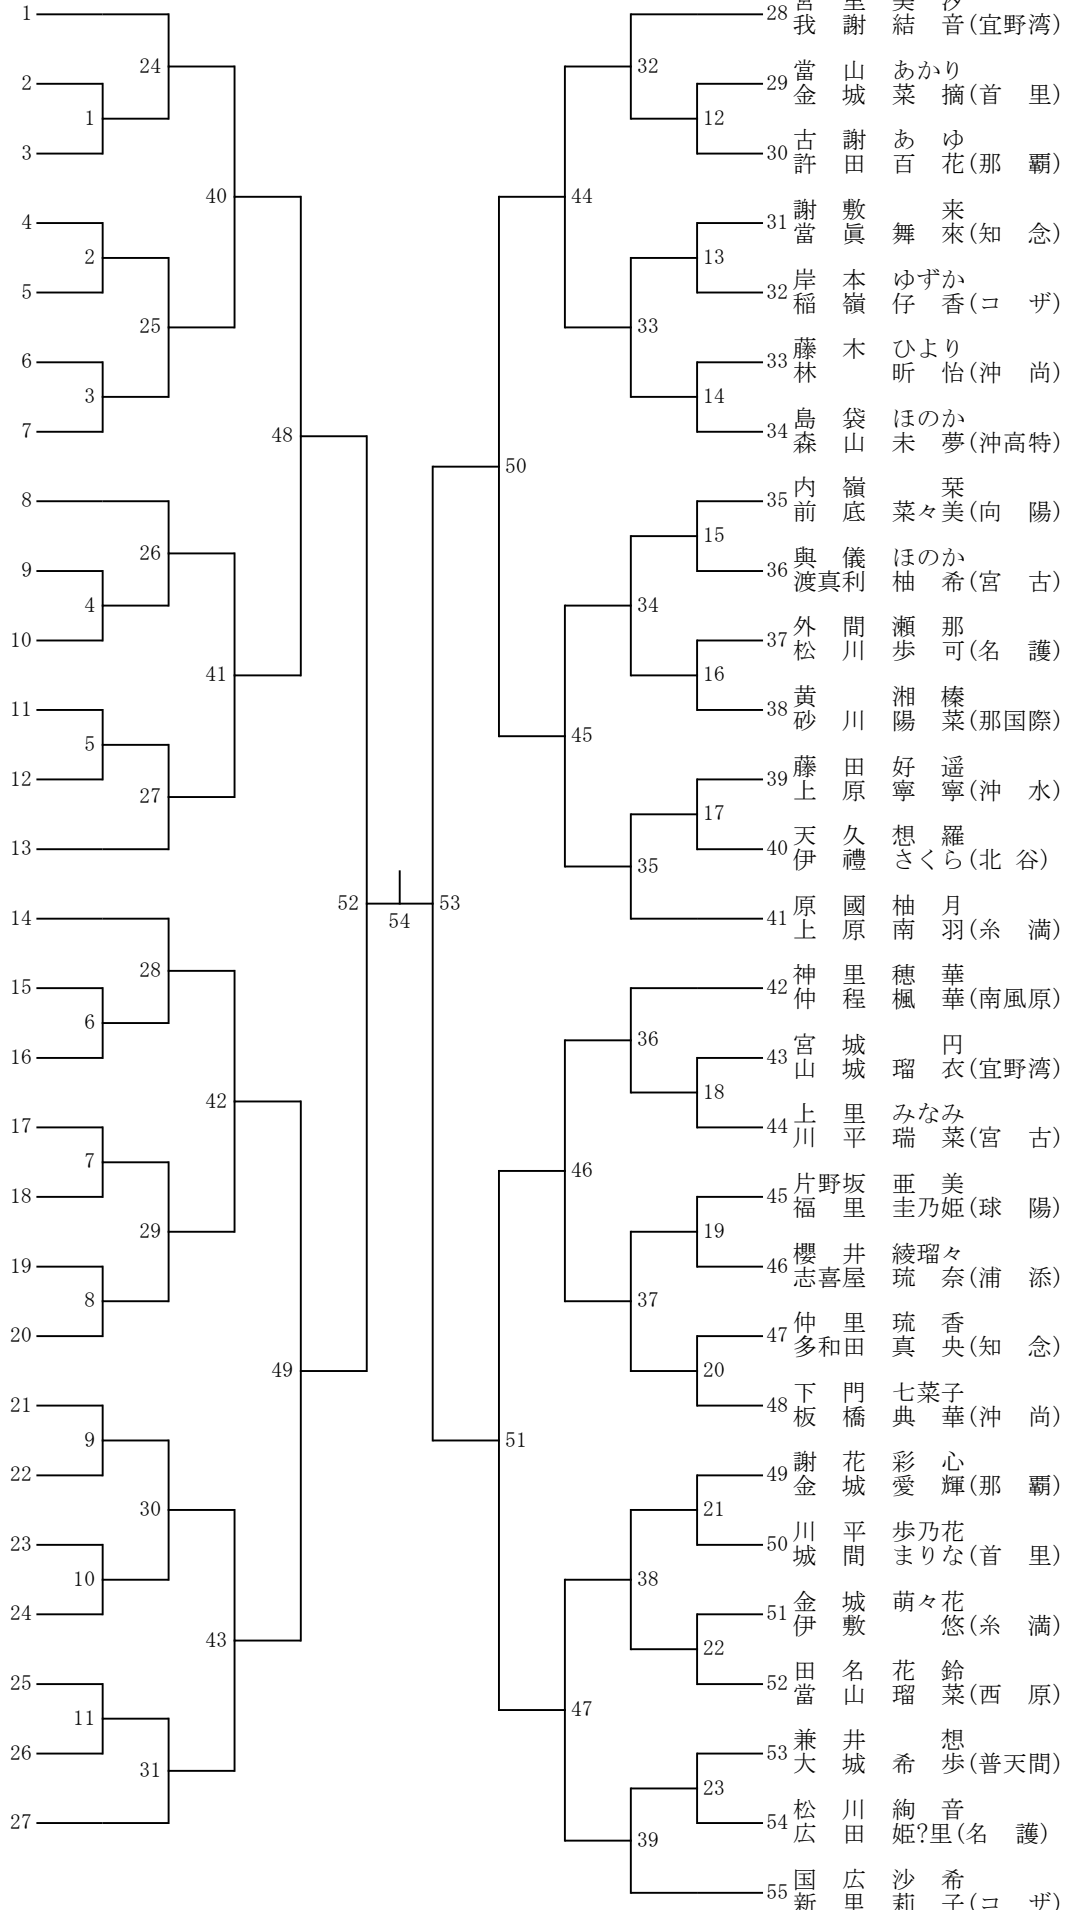 1
24
2
1
3
40
4
2
5
25
6
3
7
48
8
26
9
4
10
41
11
5
12
27
13
52
54
53
14
28
15
6
16
42
17
7
18
29
19
8
20
49
21
9
22
30
23
10
24
43
25
11
26
31
27
28
我 謝 結 音(宜野湾)
32
29 當 山 あかり
金 城 菜 摘(首 里)
12
30 古 謝 あ ゆ
許 田 百 花(那 覇)
44
31 謝 敷 来
當 眞 舞 來(知 念)
13
32 岸 本 ゆずか
稲 嶺 仔 香(コ ザ)
33
33 藤 木 ひより
林 昕 怡(沖 尚)
14
34 島 袋 ほのか
森 山 未 夢(沖高特)
50
35 内 嶺 栞
前 底 菜々美(向 陽)
15
36 與 儀 ほのか
渡真利 柚 希(宮 古)
34
37 外 間 瀬 那
松 川 歩 可(名 護)
16
38 黄 湘 榛
砂 川 陽 菜(那国際)
45
39 藤 田 好 遥
上 原 寧 寧(沖 水)
17
40 天 久 想 羅
伊 禮 さくら(北 谷)
35
41 原 國 柚 月
上 原 南 羽(糸 満)
42 神 里 穂 華
仲 程 楓 華(南風原)
36
43 宮 城 円
山 城 瑠 衣(宜野湾)
18
44 上 里 みなみ
川 平 瑞 菜(宮 古)
46
45 片野坂 亜 美
福 里 圭乃姫(球 陽)
19
46 櫻 井 綾瑠々
志喜屋 琉 奈(浦 添)
37
47 仲 里 琉 香
多和田 真 央(知 念)
20
48 下 門 七菜子
板 橋 典 華(沖 尚)
51
49 謝 花 彩 心
金 城 愛 輝(那 覇)
21
50 川 平 歩乃花
城 間 まりな(首 里)
38
51 金 城 萌々花
伊 敷 悠(糸 満)
22
52 田 名 花 鈴
當 山 瑠 菜(西 原)
47
53 兼 井 想
大 城 希 歩(普天間)
23
54 松 川 絢 音
広 田 姫?里(名 護)
39
55 国 広 沙 希
新 里 莉 子(コ ザ)